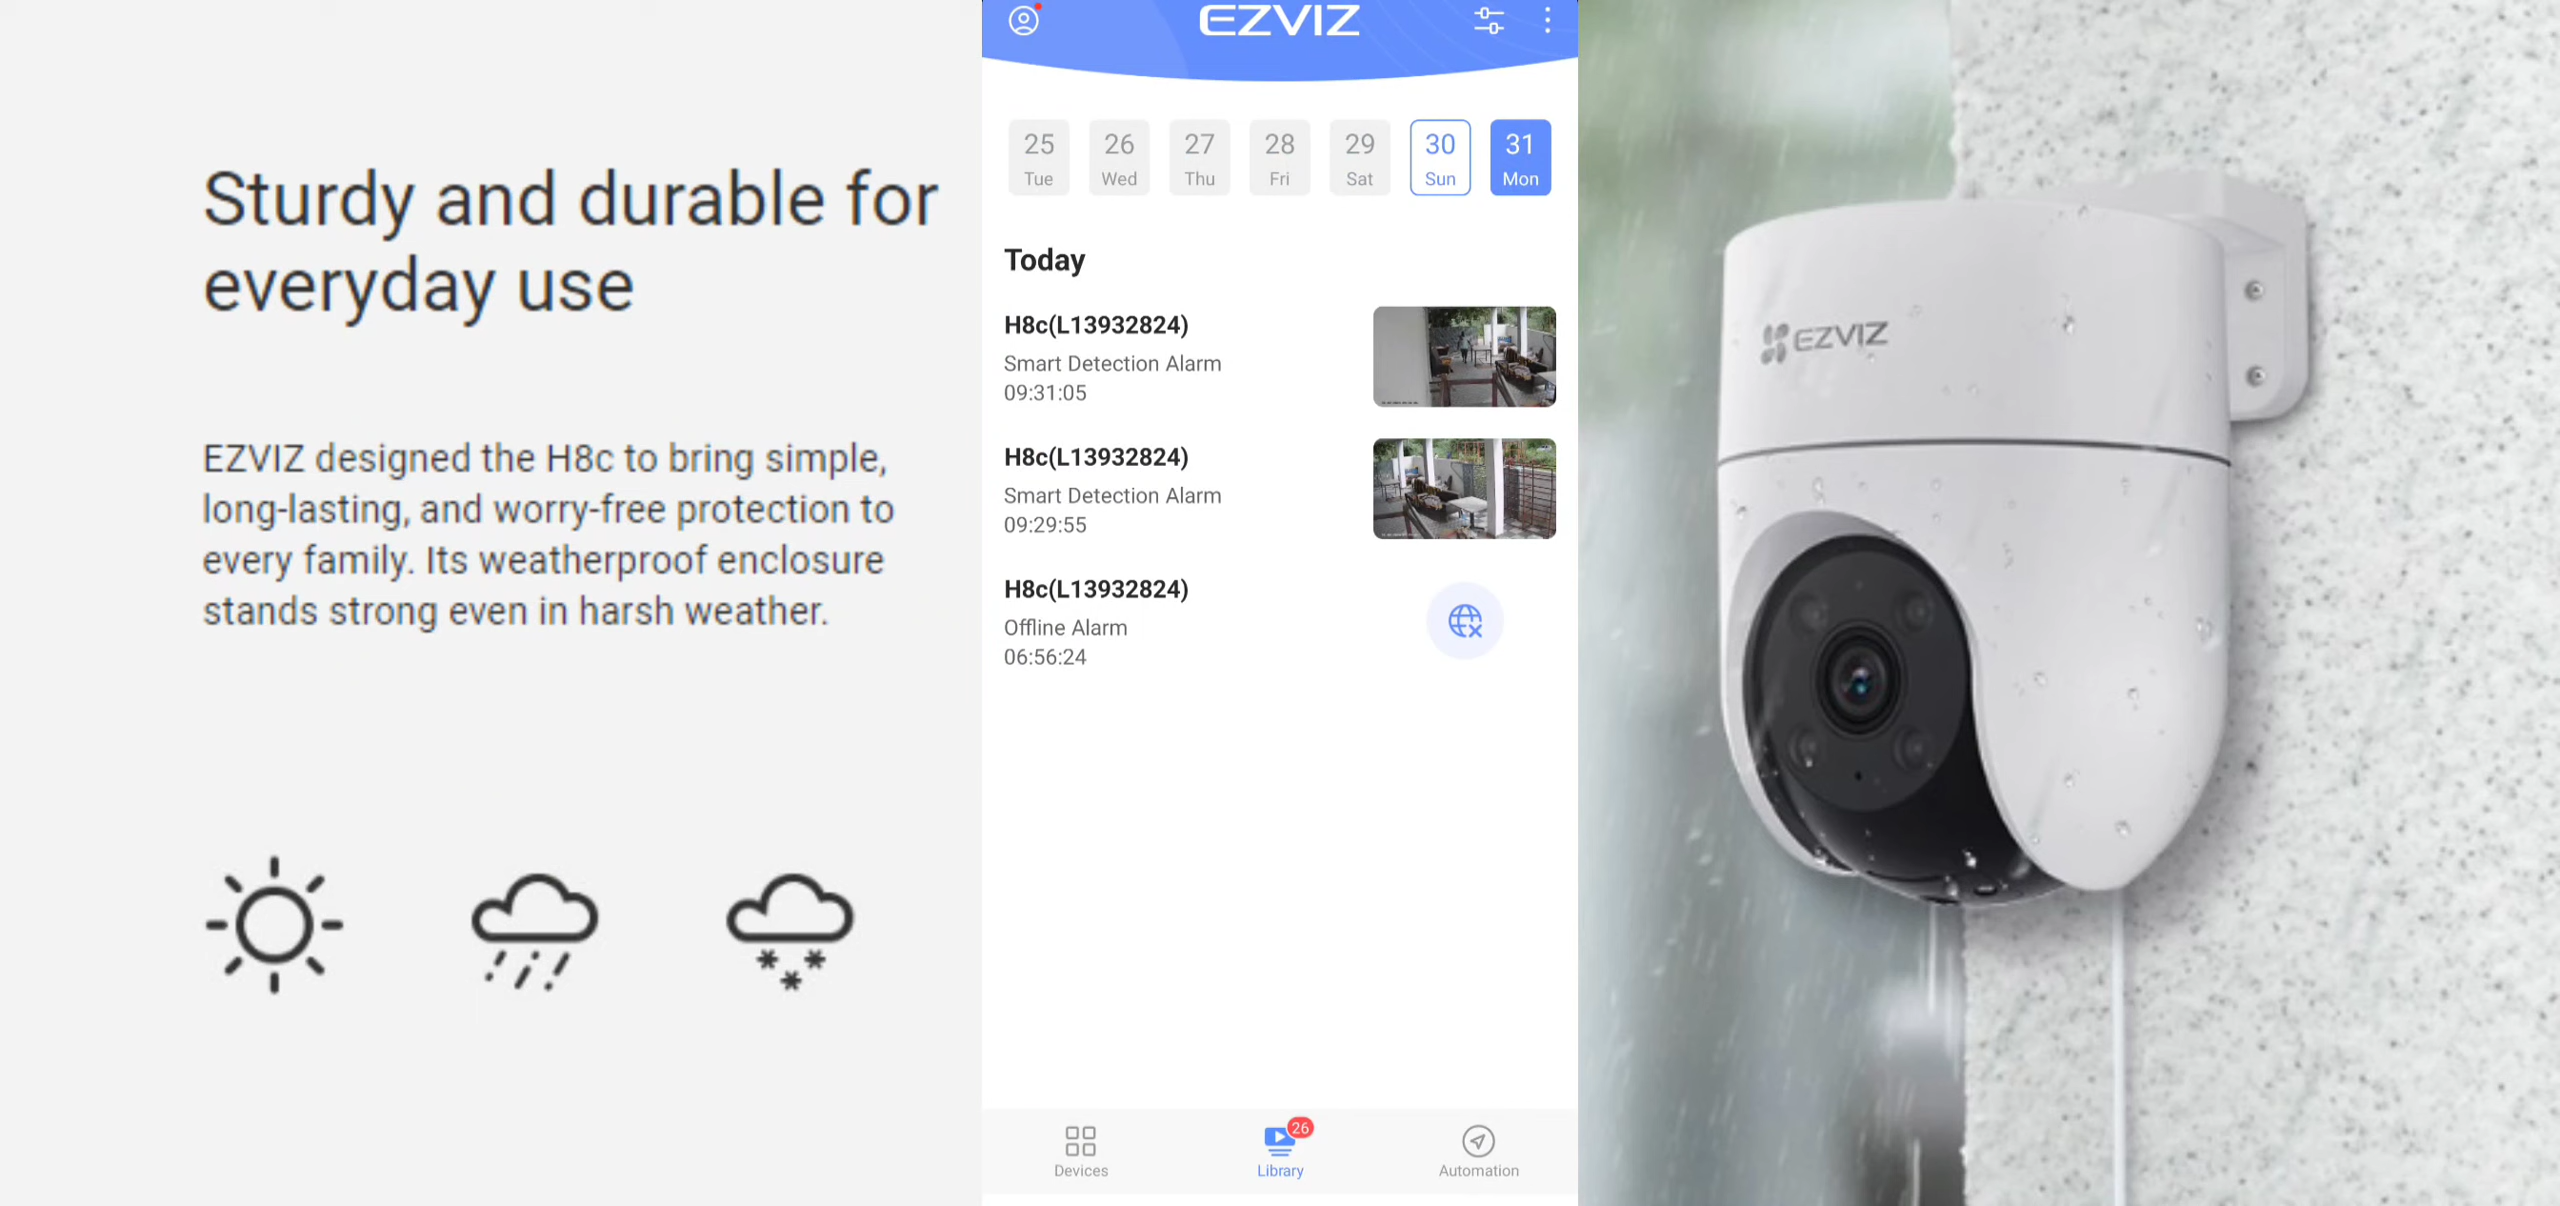 Sturdy and durable for
everyday use
EZVIZ designed the H8c to bring simple,
long-lasting, and worry-free protection to
every family. Its weatherproof enclosure
stands strong even in harsh weather.
EZVIZ
25 26 27 28 29 30 31
Tue Wed Thu Fri Sat Sun Mon
Today
H8c(L13932824)
Smart Detection Alarm
09:31:05
H8c(L13932824)
Smart Detection Alarm
09:29:55
H8c(L13932824)
Offline Alarm
06:56:24
26
Devices Library Automation
EZVIZ